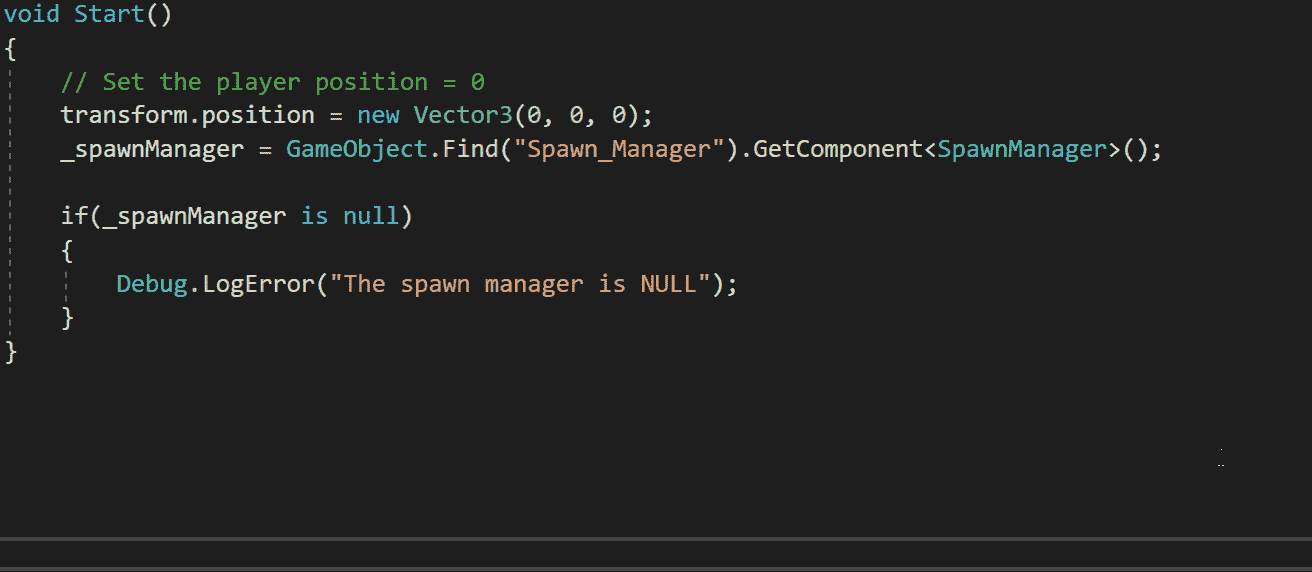 void Start()
{
// Set the player position = 0
transform.position = new Vector3(0, 0, 0);
_spawnManager = GameObject.Find("Spawn_Manager").GetComponent<SpawnManager>();
if(_spawnManager is null)
{
Debug.LogError("The spawn manager is NULL");
}
}